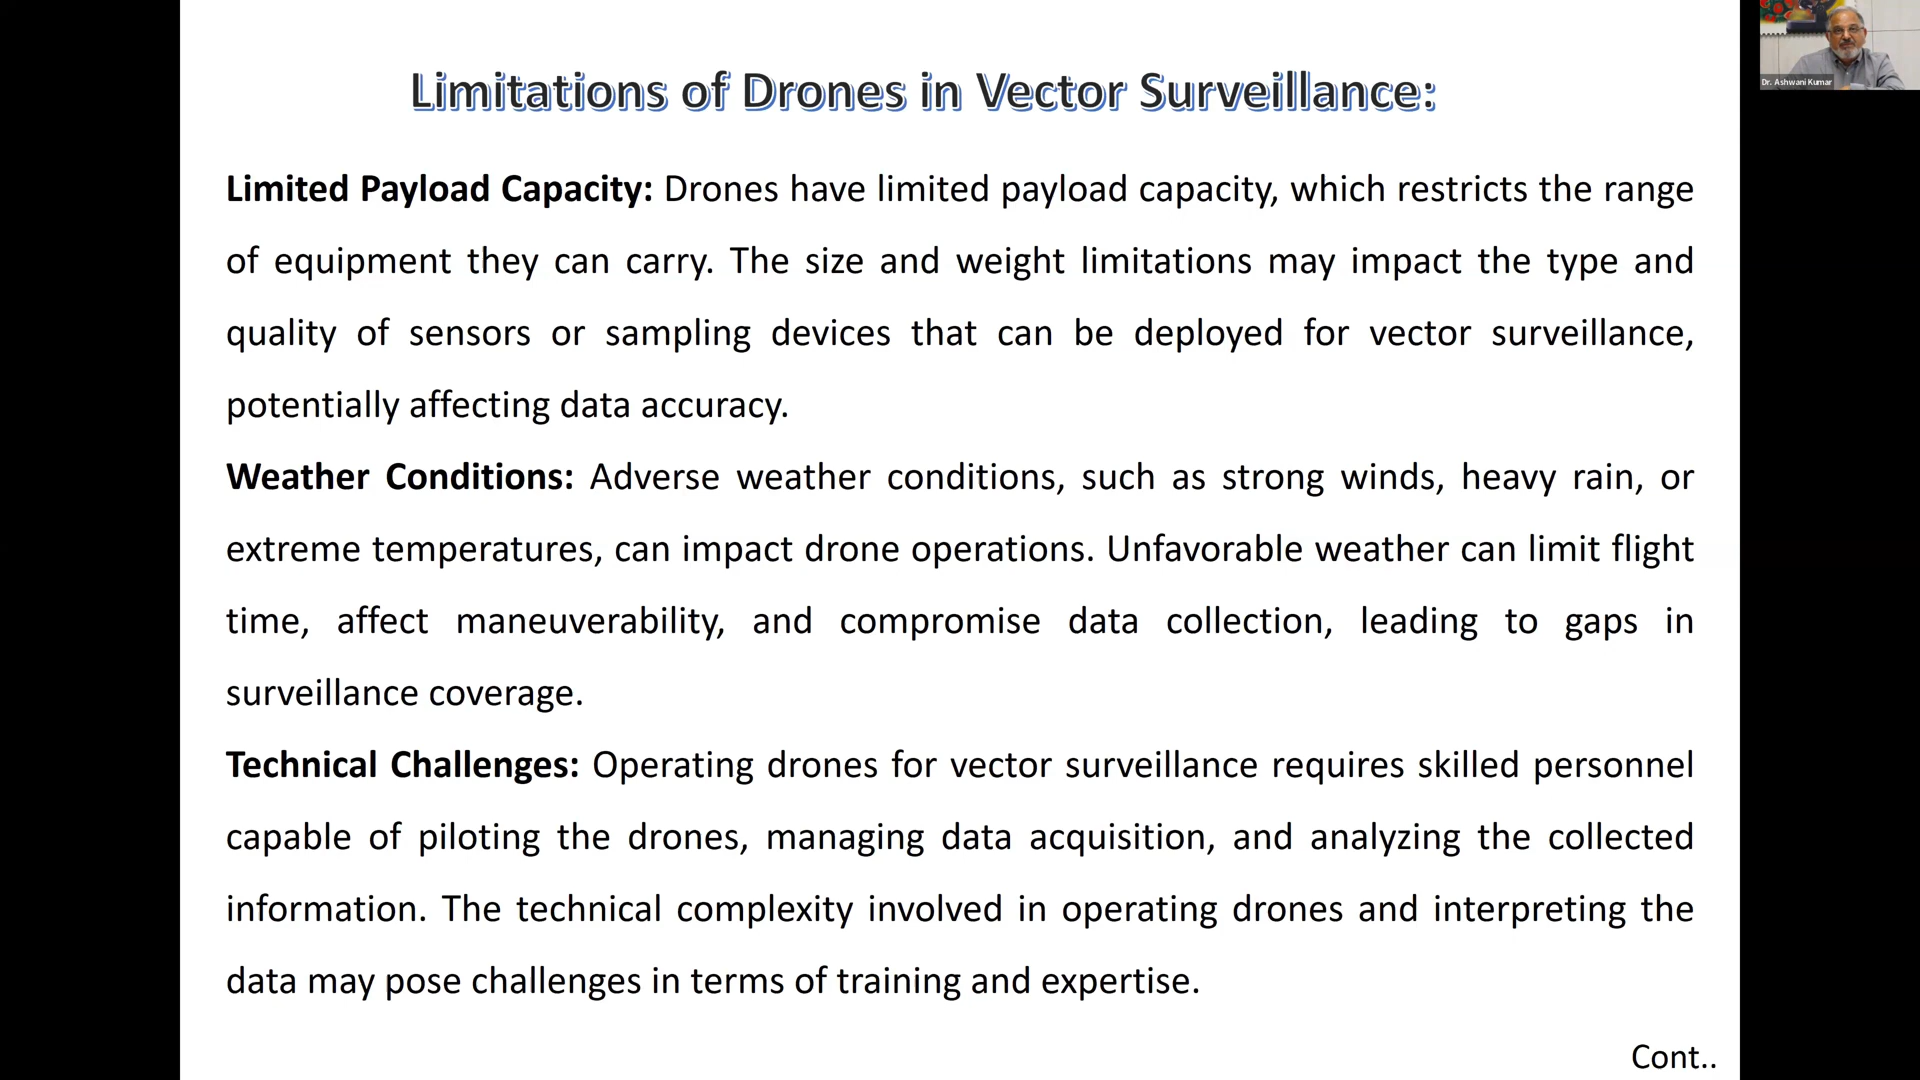 Limitations of Drones in Vector Surveillance:
Limited Payload Capacity: Drones have limited payload capacity, which restricts the range
of equipment they can carry. The size and weight limitations may impact the type and
quality of sensors or sampling devices that can be deployed for vector surveillance,
potentially affecting data accuracy.
Weather Conditions: Adverse weather conditions, such as strong winds, heavy rain, or
extreme temperatures, can impact drone operations. Unfavorable weather can limit flight
time, affect maneuverability, and compromise data collection, leading to gaps in
surveillance coverage.
Technical Challenges: Operating drones for vector surveillance requires skilled personnel
capable of piloting the drones, managing data acquisition, and analyzing the collected
information. The technical complexity involved in operating drones and interpreting the
data may pose challenges in terms of training and expertise.
Cont..
Dr. Ashwani Kumar